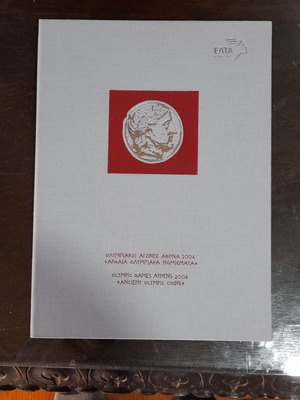 ΕΛΤΑ
ΟΛΥΜΠΙΑΚΟΙ ΑΓΩΝΕΣ ΑΘΗΝΑ 2004
«ΑΡΧΑΙΑ ΟΛΥΜΠΙΑΚΑ ΝΟΜΙΣΜΑΤΑ»
OLYMPIC GAMES ATHENS 2004
«ANCIENT OLYMPIC COINS»